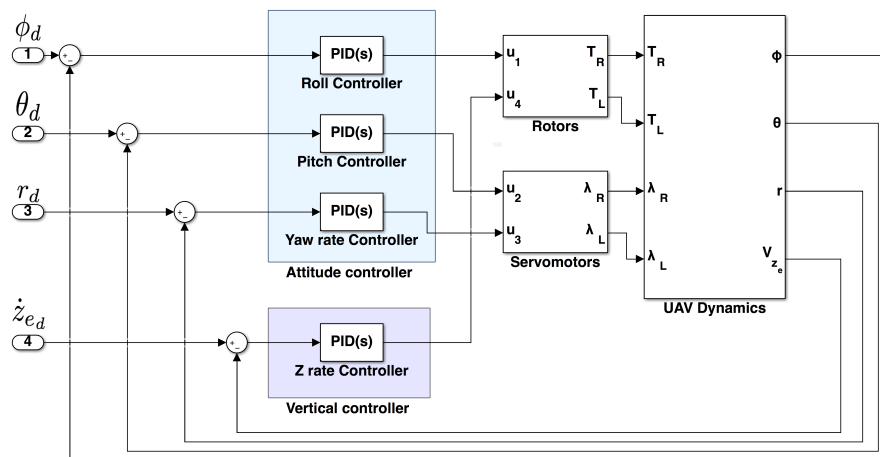 ϕ_d
1
+
−
PID(s)
Roll Controller
θ_d
2
+
−
PID(s)
Pitch Controller
r_d
3
+
−
PID(s)
Yaw rate Controller
Attitude controller
ż_{e_d}
4
+
−
PID(s)
Z rate Controller
Vertical controller
u_1
T_R
u_4
T_L
Rotors
u_2
λ_R
u_3
λ_L
Servomotors
T_R
ϕ
T_L
θ
λ_R
r
λ_L
V_{z_e}
UAV Dynamics